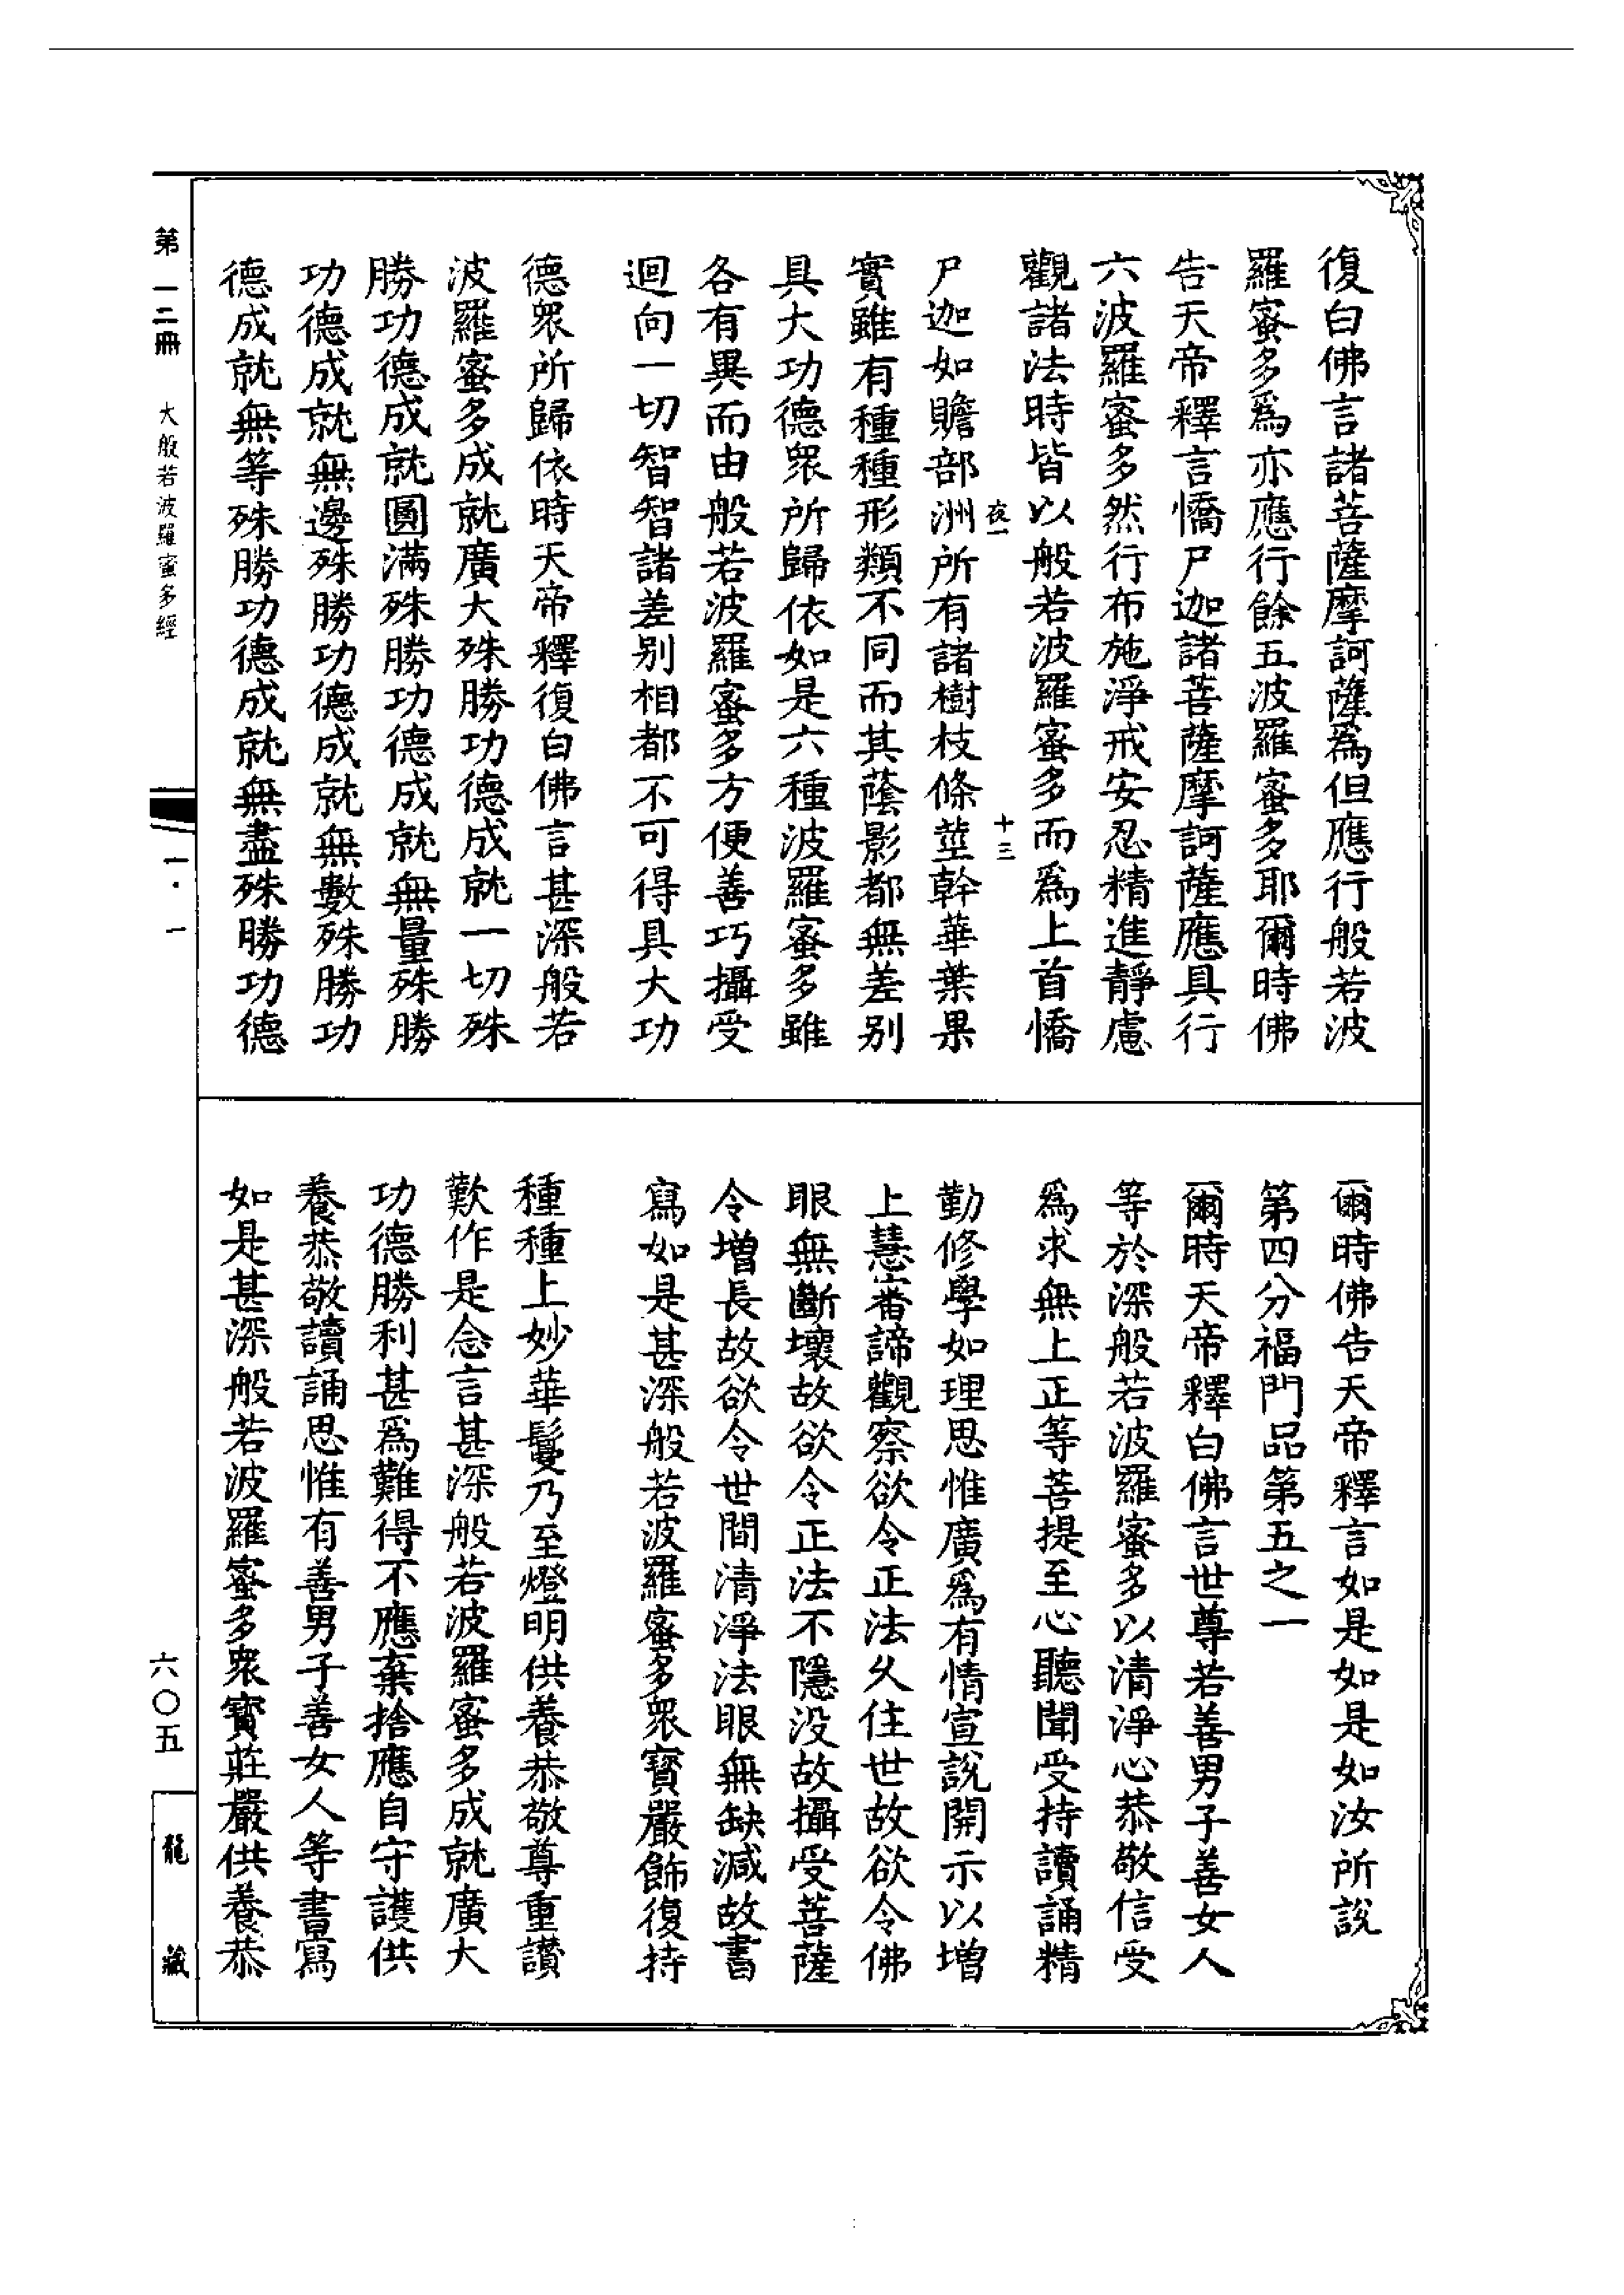 復白佛言諸菩薩摩訶薩爲但應行般若波
羅蜜多爲亦應行餘五波羅蜜多耶爾時佛
告天帝釋言憍尸迦諸菩薩摩訶薩應具行
六波羅蜜多然行布施淨戒安忍精進靜慮
觀諸法時皆以般若波羅蜜多而爲上首憍
夜一 十三
尸迦如贍部洲所有諸樹枝條莖幹華葉果
實雖有種種形類不同而其蔭影都無差别
具大功德衆所歸依如是六種波羅蜜多雖
各有異而由般若波羅蜜多方便善巧攝受
迴向一切智智諸差别相都不可得具大功
德衆所歸依時天帝釋復白佛言甚深般若
波羅蜜多成就廣大殊勝功德成就一切殊
勝功德成就圓滿殊勝功德成就無量殊勝
功德成就無邊殊勝功德成就無數殊勝功
德成就無等殊勝功德成就無盡殊勝功德
爾時佛告天帝釋言如是如是如汝所說
第四分福門品第五之一
爾時天帝釋白佛言世尊若善男子善女人
等於深般若波羅蜜多以清淨心恭敬信受
爲求無上正等菩提至心聽聞受持讀誦精
勤修學如理思惟廣爲有情宣說開示以增
上慧審諦觀察欲令正法久住世故欲令佛
眼無斷壞故欲令正法不隱没故攝受菩薩
令增長故欲令世間清淨法眼無缺減故書
寫如是甚深般若波羅蜜多衆寶嚴飾復持
種種上妙華鬘乃至燈明供養恭敬尊重讃
歎作是念言甚深般若波羅蜜多成就廣大
功德勝利甚爲難得不應棄捨應自守護供
養恭敬讀誦思惟有善男子善女人等書寫
如是甚深般若波羅蜜多衆寶莊嚴供養恭
第一二冊 大般若波羅蜜多經
一·一
六〇五
龍藏